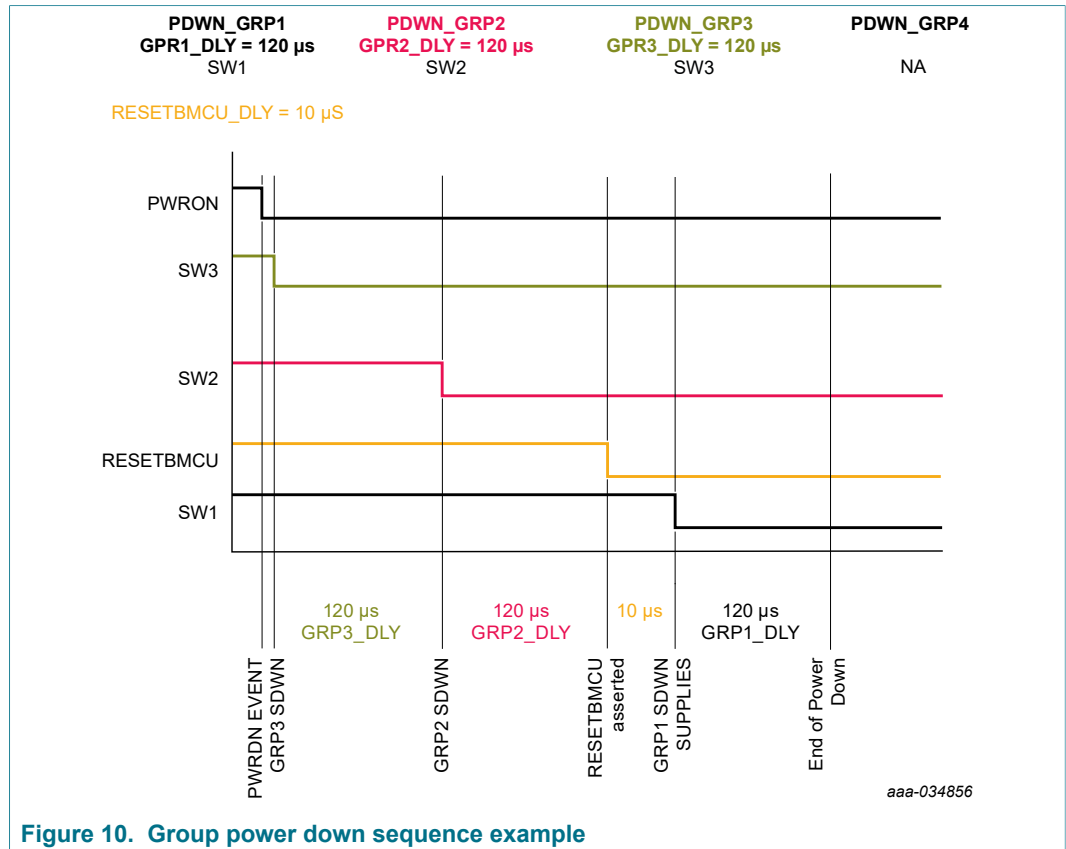 PDWN_GRP1
GPR1_DLY = 120 µs
SW1
PDWN_GRP2
GPR2_DLY = 120 µs
SW2
PDWN_GRP3
GPR3_DLY = 120 µs
SW3
PDWN_GRP4
NA
RESETBMCU_DLY = 10 µS
PWRON
SW3
SW2
RESETBMCU
SW1
120 µs
GRP3_DLY
120 µs
GRP2_DLY
10 µs
120 µs
GRP1_DLY
PWRDN EVENT
GRP3 SDWN
GRP2 SDWN
RESETBMCU
asserted
GRP1 SDWN
SUPPLIES
End of Power
Down
aaa-034856
Figure 10. Group power down sequence example